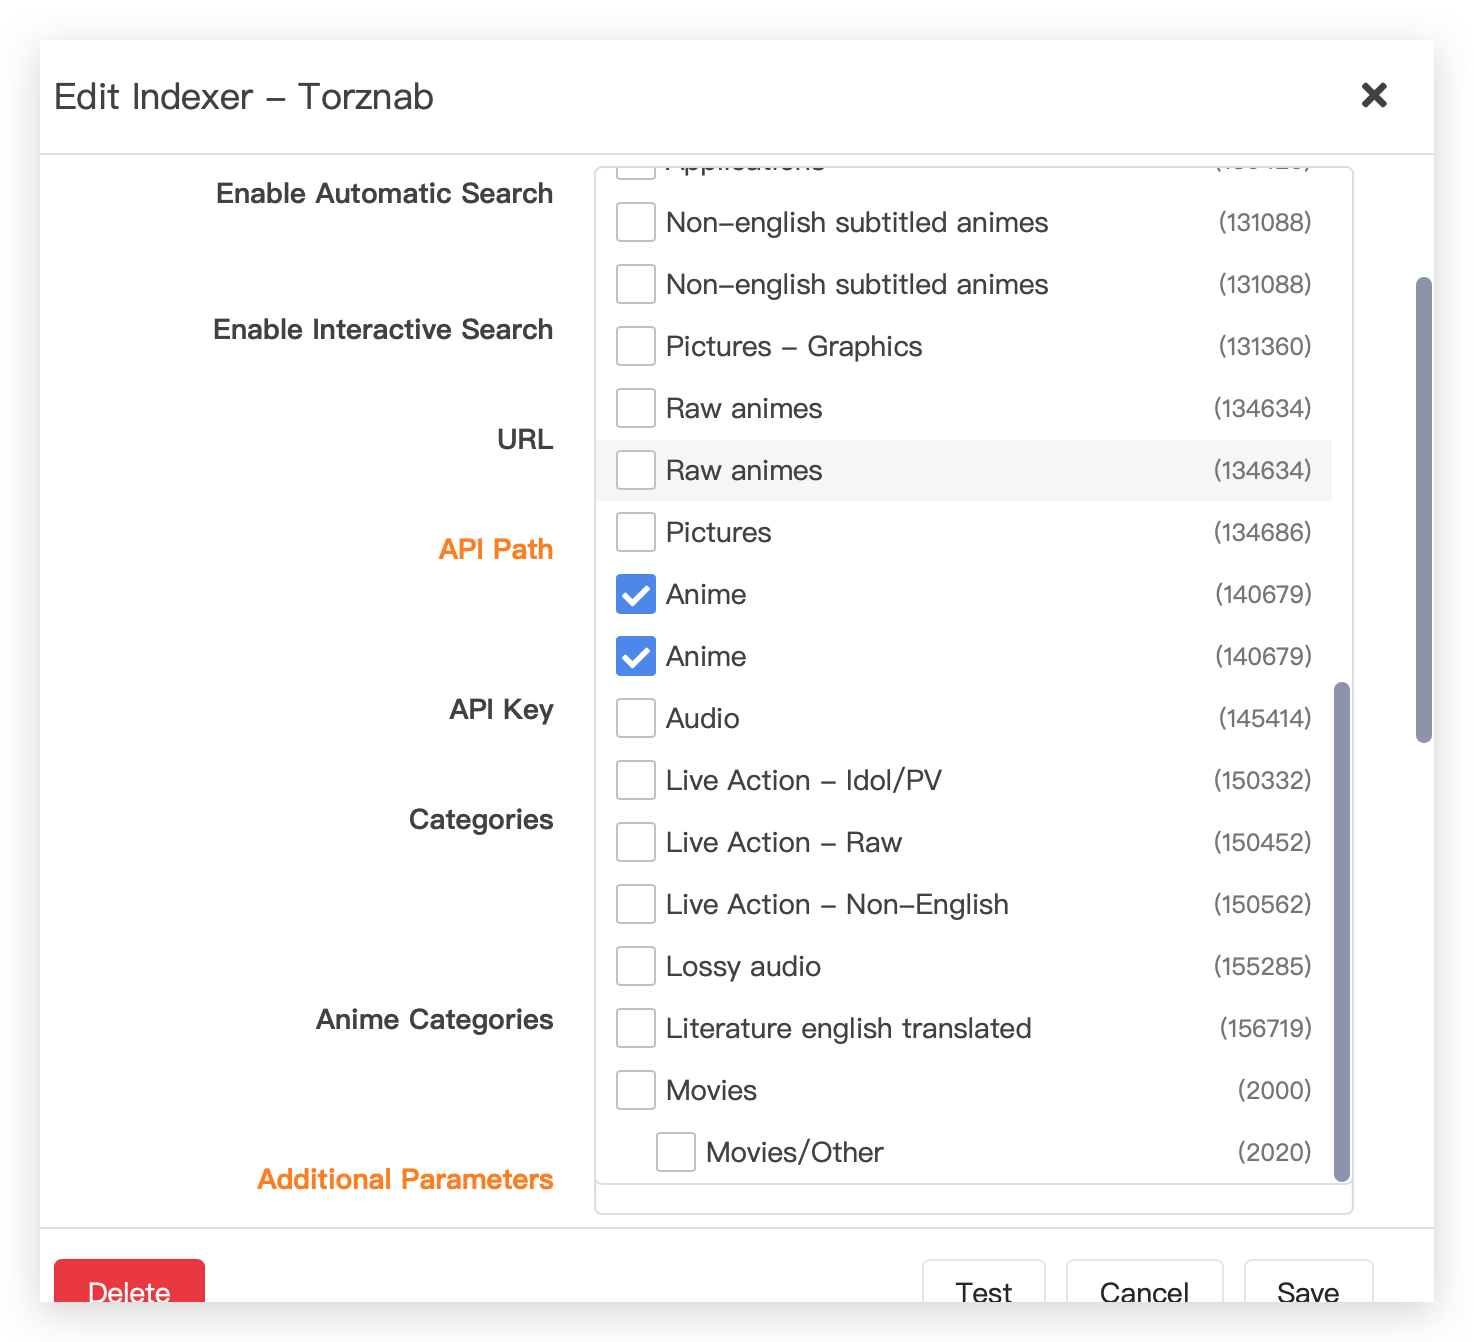 Edit Indexer – Torznab
Enable Automatic Search
Enable Interactive Search
URL
API Path
API Key
Categories
Anime Categories
Additional Parameters
Applications
Non–english subtitled animes (131088)
Non–english subtitled animes (131088)
Pictures – Graphics (131360)
Raw animes (134634)
Raw animes (134634)
Pictures (134686)
Anime (140679)
Anime (140679)
Audio (145414)
Live Action – Idol/PV (150332)
Live Action – Raw (150452)
Live Action – Non–English (150562)
Lossy audio (155285)
Literature english translated (156719)
Movies (2000)
Movies/Other (2020)
Delete Test Cancel Save